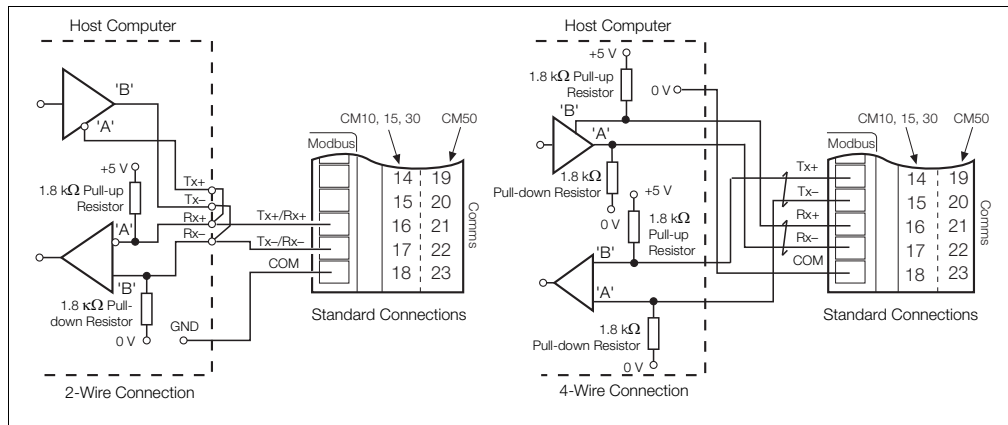 Host Computer
'B'
'A'
+5 V
1.8 kΩ Pull-up
Resistor
'A'
'B'
1.8 κΩ Pull-
down Resistor
0 V
GND
Tx+
Tx–
Rx+
Rx–
Tx+/Rx+
Tx–/Rx–
COM
CM10, 15, 30
CM50
Modbus
14 19
15 20
16 21
17 22
18 23
Comms
Standard Connections
2-Wire Connection
Host Computer
+5 V
1.8 kΩ Pull-up
Resistor
0 V
'B'
'A'
1.8 kΩ
Pull-down Resistor
0 V
+5 V
1.8 kΩ
Pull-up
Resistor
'B'
'A'
1.8 kΩ
Pull-down Resistor
0 V
Tx+
Tx–
Rx+
Rx–
COM
CM10, 15, 30
CM50
Modbus
14 19
15 20
16 21
17 22
18 23
Comms
Standard Connections
4-Wire Connection